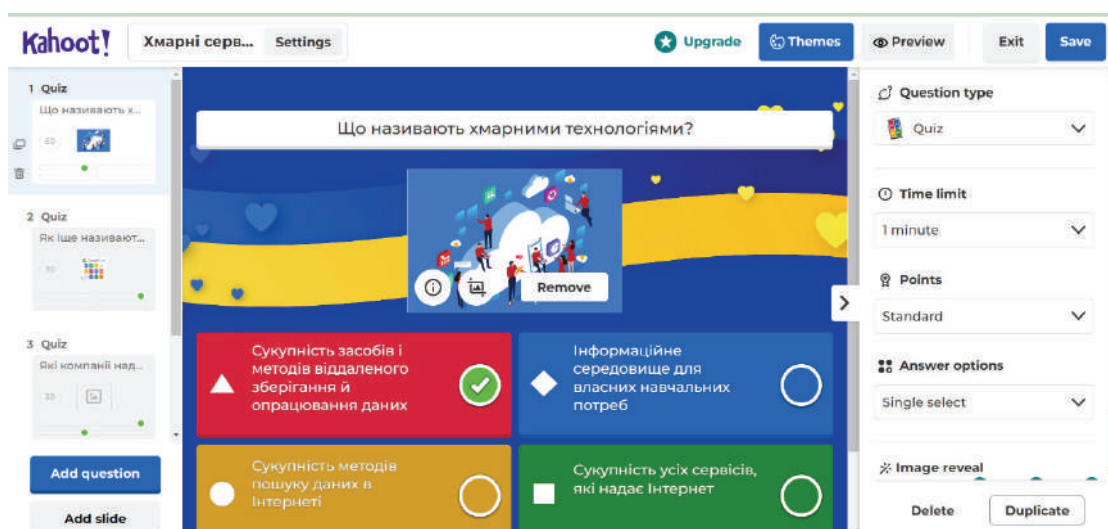 Kahoot!
Хмарні серв...
Settings
Upgrade
Themes
Preview
Exit
Save
1 Quiz
Що називають х...
60
2 Quiz
Як іще називают...
3 Quiz
Які компанії над...
Add question
Add slide
Що називають хмарними технологіями?
Remove
Сукупність засобів і
методів віддаленого
зберігання й
опрацювання даних
Інформаційне
середовище для
власних навчальних
потреб
Сукупність методів
пошуку даних в
Інтернеті
Сукупність усіх сервісів,
які надає Інтернет
Question type
Quiz
Time limit
1 minute
Points
Standard
Answer options
Single select
Image reveal
Delete
Duplicate